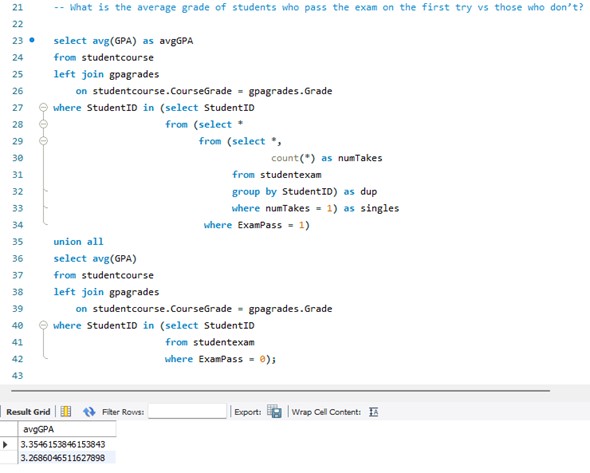 21 -- What is the average grade of students who pass the exam on the first try vs those who don't?
22
23 select avg(GPA) as avgGPA
24 from studentcourse
25 left join gpagrades
26 on studentcourse.CourseGrade = gpagrades.Grade
27 where StudentID in (select StudentID
28 from (select *
29 from (select *,
30 count(*) as numTakes
31 from studentexam
32 group by StudentID) as dup
33 where numTakes = 1) as singles
34 where ExamPass = 1)
35 union all
36 select avg(GPA)
37 from studentcourse
38 left join gpagrades
39 on studentcourse.CourseGrade = gpagrades.Grade
40 where StudentID in (select StudentID
41 from studentexam
42 where ExamPass = 0);
43
Result Grid Filter Rows: Export: Wrap Cell Content: IA
avgGPA
3.3546153846153843
3.2686046511627898